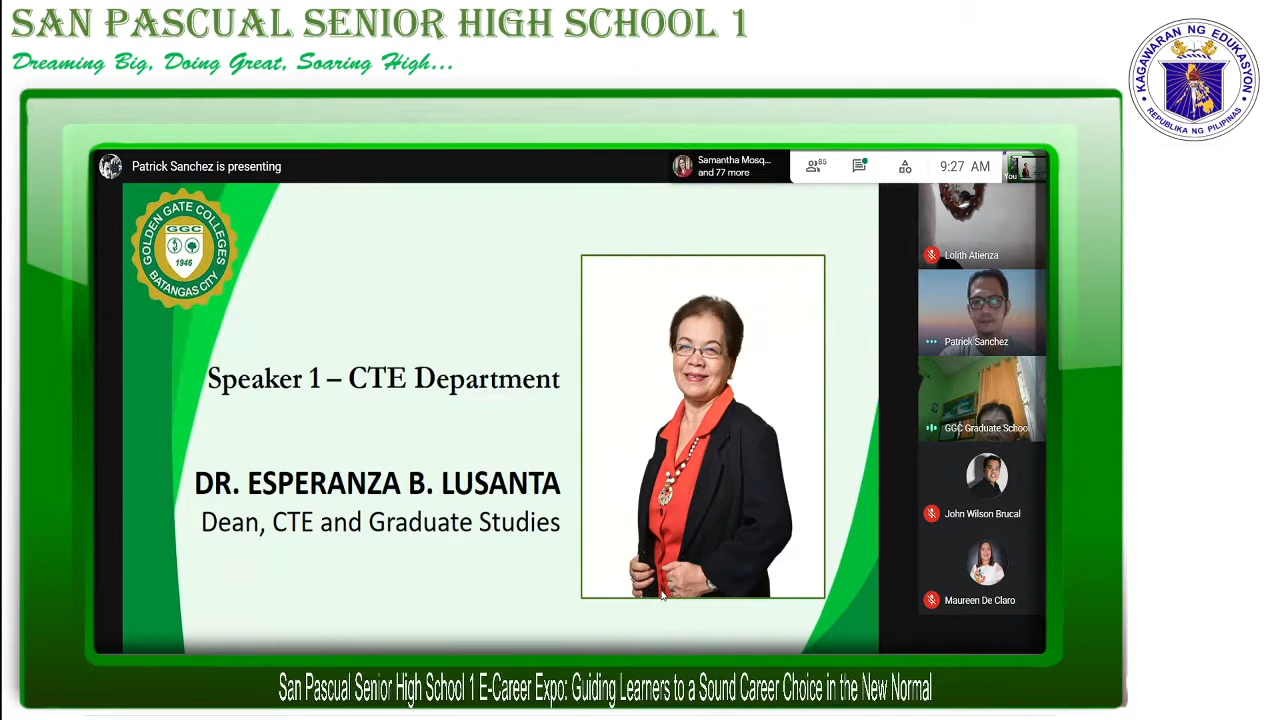 SAN PASCUAL SENIOR HIGH SCHOOL 1
Dreaming Big, Doing Great, Soaring High...
KAGAWARAN NG EDUKASYON
REPUBLIKA NG PILIPINAS
Patrick Sanchez is presenting
Samantha Mosq...
and 77 more
85
9:27 AM
You
GOLDEN GATE COLLEGES
GGC
1946
BATANGAS CITY
Lolith Atienza
Patrick Sanchez
Speaker 1 – CTE Department
GGC Graduate School
DR. ESPERANZA B. LUSANTA
Dean, CTE and Graduate Studies
John Wilson Brucal
Maureen De Claro
San Pascual Senior High School 1 E-Career Expo: Guiding Learners to a Sound Career Choice in the New Normal